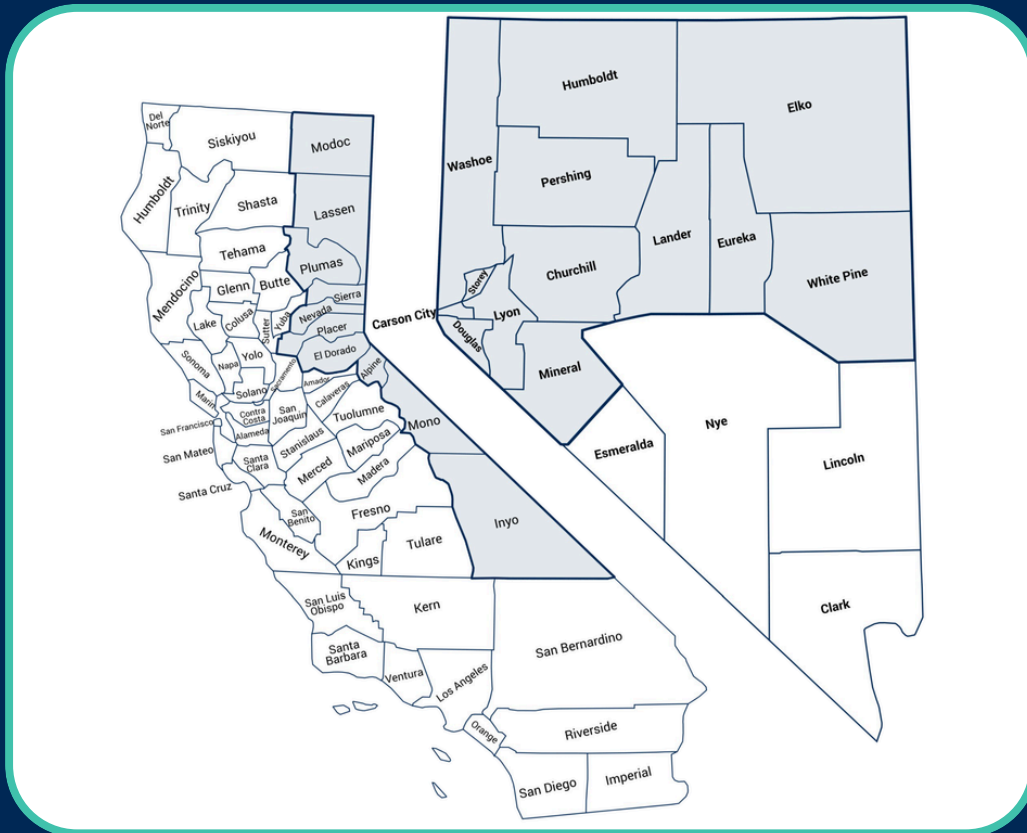 Del
Norte
Siskiyou
Modoc
Humboldt
Trinity
Shasta
Lassen
Tehama
Plumas
Mendocino
Glenn
Butte
Sierra
Lake
Colusa
Sutter
Yuba
Nevada
Placer
El Dorado
Sonoma
Napa
Yolo
Sacramento
Amador
Alpine
Marin
Solano
Calaveras
San Francisco
Contra
Costa
San
Joaquin
Tuolumne
Mono
Alameda
Stanislaus
Mariposa
San Mateo
Santa
Clara
Merced
Madera
Santa Cruz
San
Benito
Fresno
Inyo
Monterey
Kings
Tulare
San Luis
Obispo
Kern
Santa
Barbara
Ventura
Los Angeles
San Bernardino
Orange
Riverside
San Diego
Imperial
Humboldt
Elko
Washoe
Pershing
Lander
Eureka
Storey
Churchill
White Pine
Carson City
Lyon
Douglas
Mineral
Nye
Esmeralda
Lincoln
Clark